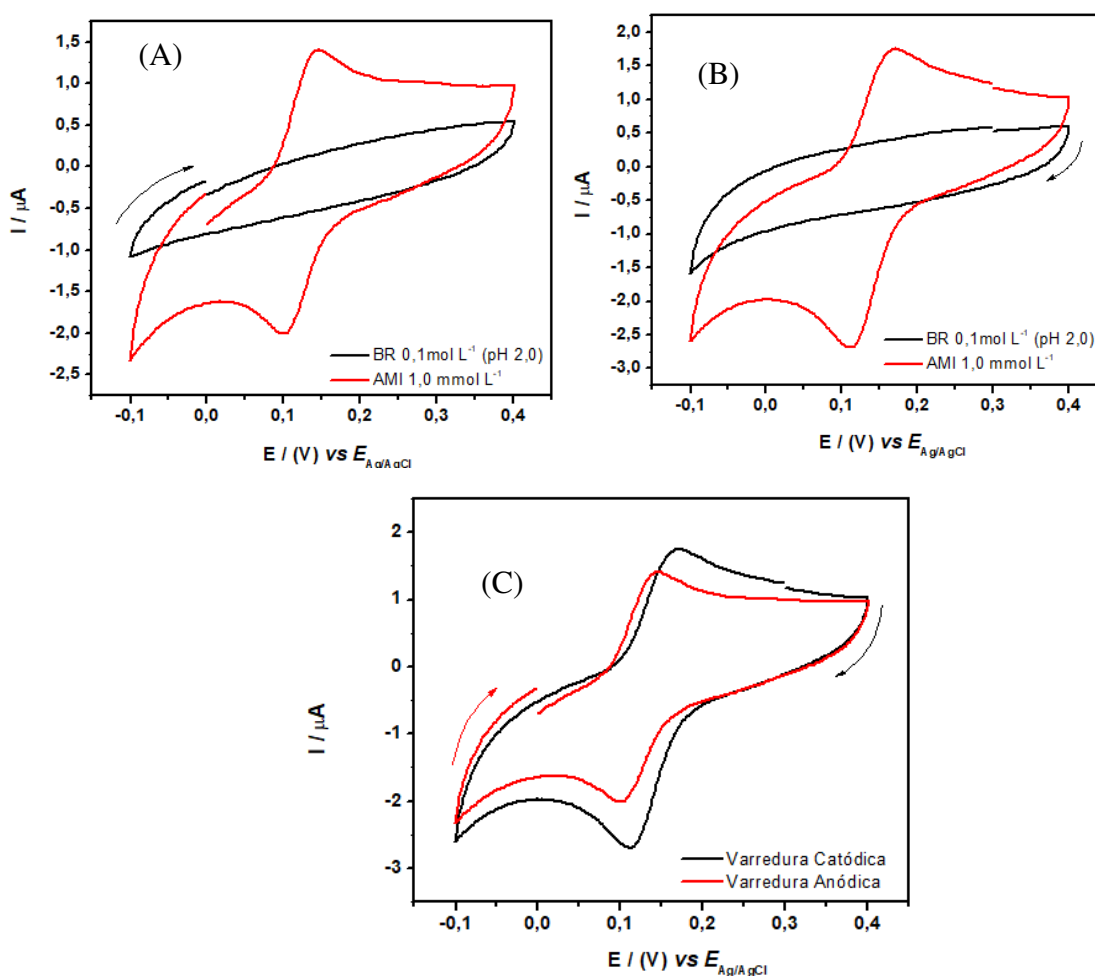 (A)
1,5
1,0
0,5
0,0
-0,5
-1,0
-1,5
-2,0
-2,5
I / µA
BR 0,1mol L⁻¹ (pH 2,0)
AMI 1,0 mmol L⁻¹
-0,1 0,0 0,1 0,2 0,3 0,4
E / (V) vs E Ag/AgCl
(B)
2,0
1,5
1,0
0,5
0,0
-0,5
-1,0
-1,5
-2,0
-2,5
-3,0
I / µA
BR 0,1mol L⁻¹ (pH 2,0)
AMI 1,0 mmol L⁻¹
-0,1 0,0 0,1 0,2 0,3 0,4
E / (V) vs E Ag/AgCl
(C)
2
1
0
-1
-2
-3
I / µA
Varredura Catódica
Varredura Anódica
-0,1 0,0 0,1 0,2 0,3 0,4
E / (V) vs E Ag/AgCl